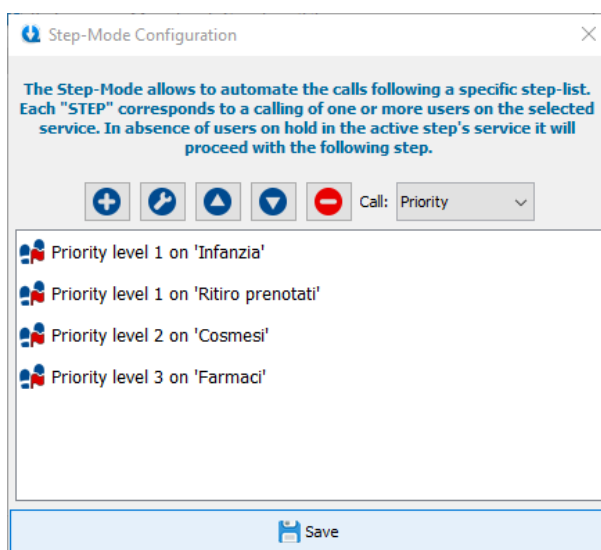 Step-Mode Configuration
The Step-Mode allows to automate the calls following a specific step-list.
Each "STEP" corresponds to a calling of one or more users on the selected
service. In absence of users on hold in the active step's service it will
proceed with the following step.
Call: Priority
Priority level 1 on 'Infanzia'
Priority level 1 on 'Ritiro prenotati'
Priority level 2 on 'Cosmesi'
Priority level 3 on 'Farmaci'
Save